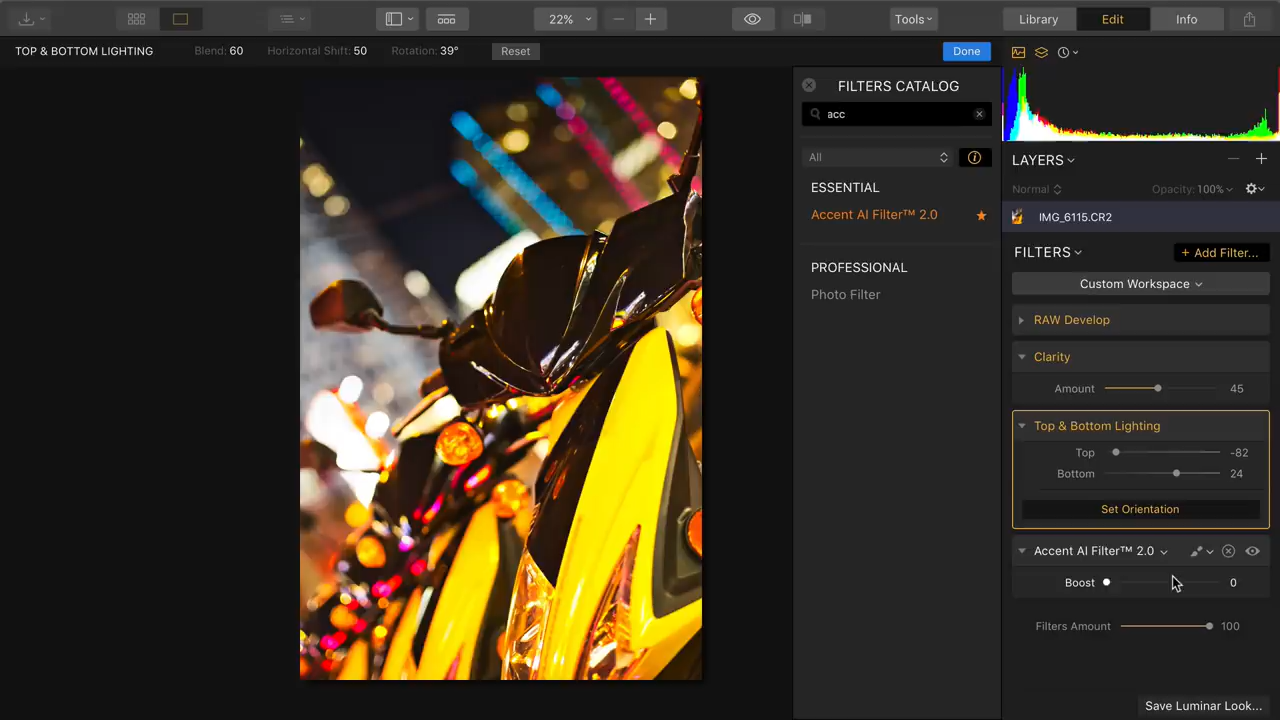 22%
Tools
Library
Edit
Info
TOP & BOTTOM LIGHTING
Blend: 60
Horizontal Shift: 50
Rotation: 39°
Reset
Done
FILTERS CATALOG
acc
All
ESSENTIAL
Accent AI Filter™ 2.0
PROFESSIONAL
Photo Filter
LAYERS
Normal
Opacity: 100%
IMG_6115.CR2
FILTERS
+ Add Filter...
Custom Workspace
RAW Develop
Clarity
Amount 45
Top & Bottom Lighting
Top -82
Bottom 24
Set Orientation
Accent AI Filter™ 2.0
Boost 0
Filters Amount 100
Save Luminar Look...